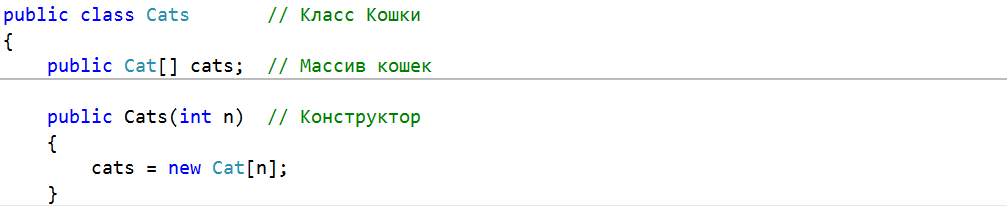 public class Cats // Класс Кошки
{
public Cat[] cats; // Массив кошек
public Cats(int n) // Конструктор
{
cats = new Cat[n];
}